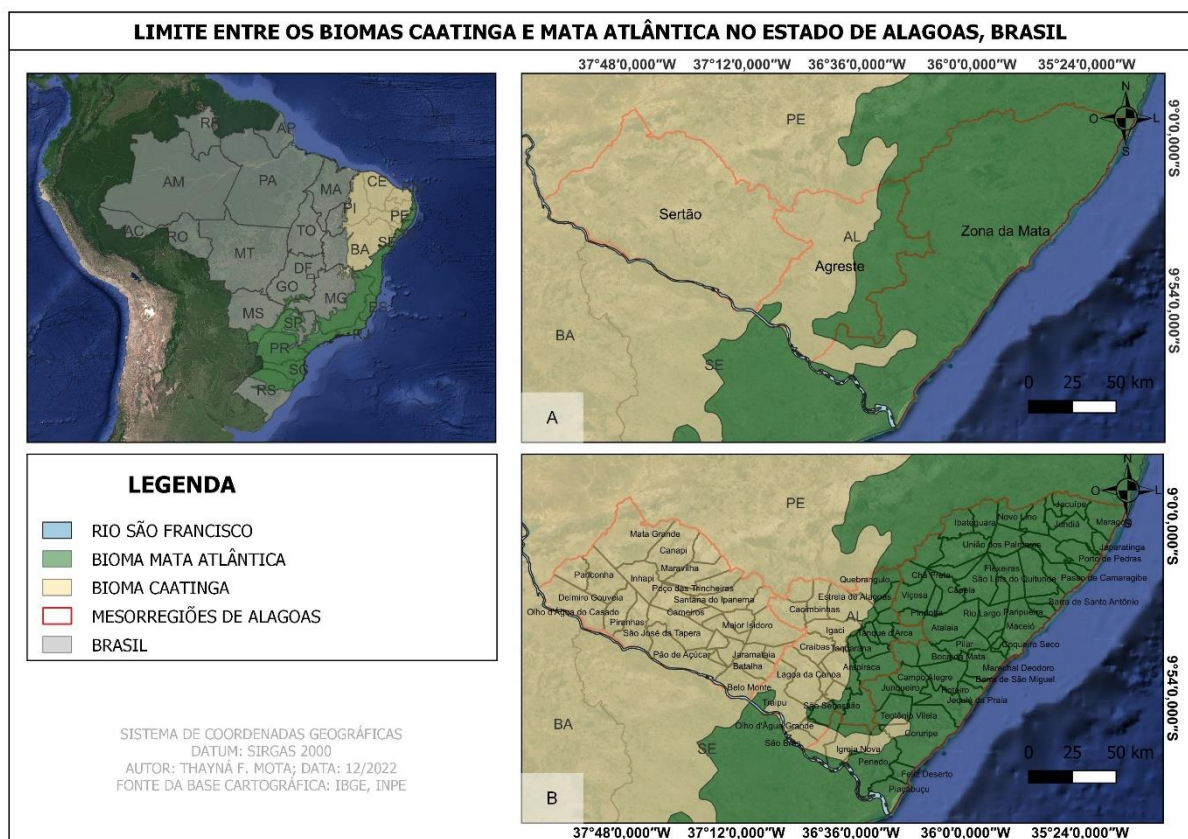 LIMITE ENTRE OS BIOMAS CAATINGA E MATA ATLÂNTICA NO ESTADO DE ALAGOAS, BRASIL
RR
AP
AM
PA
MA
CE
PI
PE
AC
RO
TO
SE
BA
MT
DF
GO
MG
ES
MS
SP
RJ
PR
SC
RS
37°48'0,000"W 37°12'0,000"W 36°36'0,000"W 36°0'0,000"W 35°24'0,000"W
N
O L
S
9°0'0,000"S
PE
Sertão
AL
Zona da Mata
Agreste
9°54'0,000"S
BA
SE
0 25 50 km
A
LEGENDA
RIO SÃO FRANCISCO
BIOMA MATA ATLÂNTICA
BIOMA CAATINGA
MESORREGIÕES DE ALAGOAS
BRASIL
SISTEMA DE COORDENADAS GEOGRÁFICAS
DATUM: SIRGAS 2000
AUTOR: THAYNÁ F. MOTA; DATA: 12/2022
FONTE DA BASE CARTOGRÁFICA: IBGE, INPE
N
O L
S
9°0'0,000"S
PE
Jacuípe
Novo Lino
Ibateguara
Jundiá
Maragogi
Mata Grande
União dos Palmares
Japaratinga
Canapi
Porto de Pedras
Maravilha
Flexeiras
Pariconha
Inhapi
Quebrangulo
Chã Preta
São Luís do Quitunde
Passo de Camaragibe
Poço das Trincheiras
Delmiro Gouveia
Santana do Ipanema
Estrela de Alagoas
Viçosa
Capela
Barra de Santo Antônio
Olho d'Água do Casado
Carneiros
Cacimbinhas
AL
Pindoba
Rio Largo
Paripueira
Piranhas
Major Isidoro
Igaci
Tanque d'Arca
Atalaia
Maceió
São José da Tapera
Craíbas
Taquarana
Pilar
Coqueiro Seco
Pão de Açúcar
Jaramataia
Batalha
Arapiraca
Boca da Mata
Marechal Deodoro
Lagoa da Canoa
Campo Alegre
Barra de São Miguel
Belo Monte
Junqueiro
Roteiro
Jequiá da Praia
Traipu
São Sebastião
Teotônio Vilela
9°54'0,000"S
BA
Olho d'Água Grande
SE
Coruripe
São Brás
Igreja Nova
Penedo
Feliz Deserto
Piaçabuçu
0 25 50 km
B
37°48'0,000"W 37°12'0,000"W 36°36'0,000"W 36°0'0,000"W 35°24'0,000"W